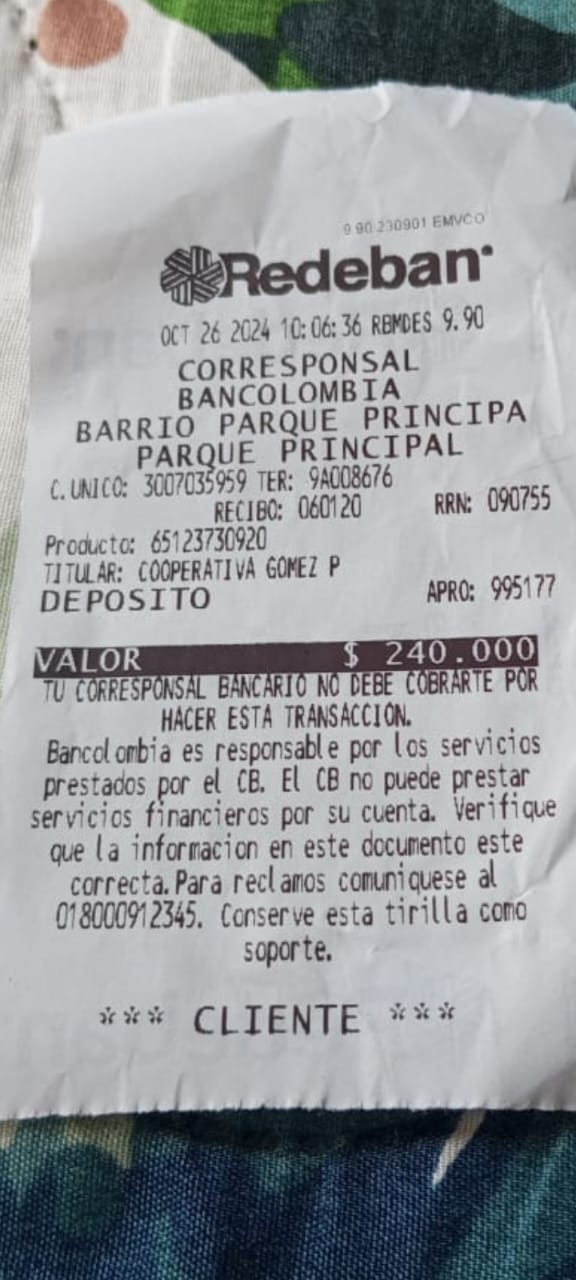 9.90 230901 EMVCO
Redeban
OCT 26 2024 10:06:36 RBMDES 9.90
CORRESPONSAL
BANCOLOMBIA
BARRIO PARQUE PRINCIPA
PARQUE PRINCIPAL
C. UNICO: 3007035959 TER: 9A008676
RECIBO: 060120 RRN: 090755
Producto: 65123730920
TITULAR: COOPERATIVA GOMEZ P
DEPOSITO APRO: 995177
VALOR $ 240.000
TU CORRESPONSAL BANCARIO NO DEBE COBRARTE POR
HACER ESTA TRANSACCION.
Bancolombia es responsable por los servicios
prestados por el CB. El CB no puede prestar
servicios financieros por su cuenta. Verifique
que la informacion en este documento este
correcta. Para reclamos comuniquese al
018000912345. Conserve esta tirilla como
soporte.
*** CLIENTE ***